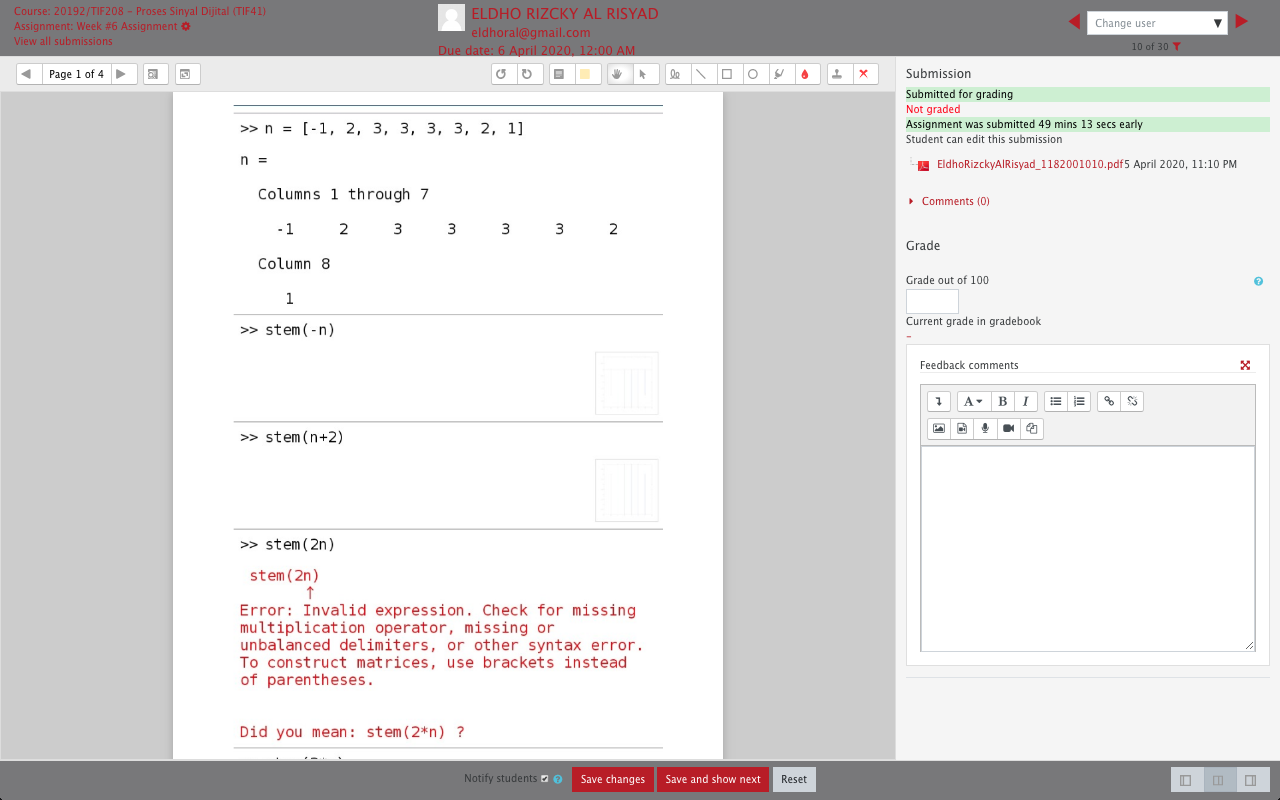 Course: 20192/TIF208 - Proses Sinyal Dijital (TIF41)
Assignment: Week #6 Assignment
View all submissions
ELDHO RIZCKY AL RISYAD
eldhoral@gmail.com
Due date: 6 April 2020, 12:00 AM
Change user
10 of 30
Page 1 of 4
>> n = [-1, 2, 3, 3, 3, 3, 2, 1]
n =
Columns 1 through 7
-1 2 3 3 3 3 2
Column 8
1
>> stem(-n)
>> stem(n+2)
>> stem(2n)
stem(2n)
↑
Error: Invalid expression. Check for missing
multiplication operator, missing or
unbalanced delimiters, or other syntax error.
To construct matrices, use brackets instead
of parentheses.
Did you mean: stem(2*n) ?
Submission
Submitted for grading
Not graded
Assignment was submitted 49 mins 13 secs early
Student can edit this submission
EldhoRizckyAlRisyad_1182001010.pdf5 April 2020, 11:10 PM
Comments (0)
Grade
Grade out of 100
Current grade in gradebook
-
Feedback comments
A B I
Notify students
Save changes
Save and show next
Reset